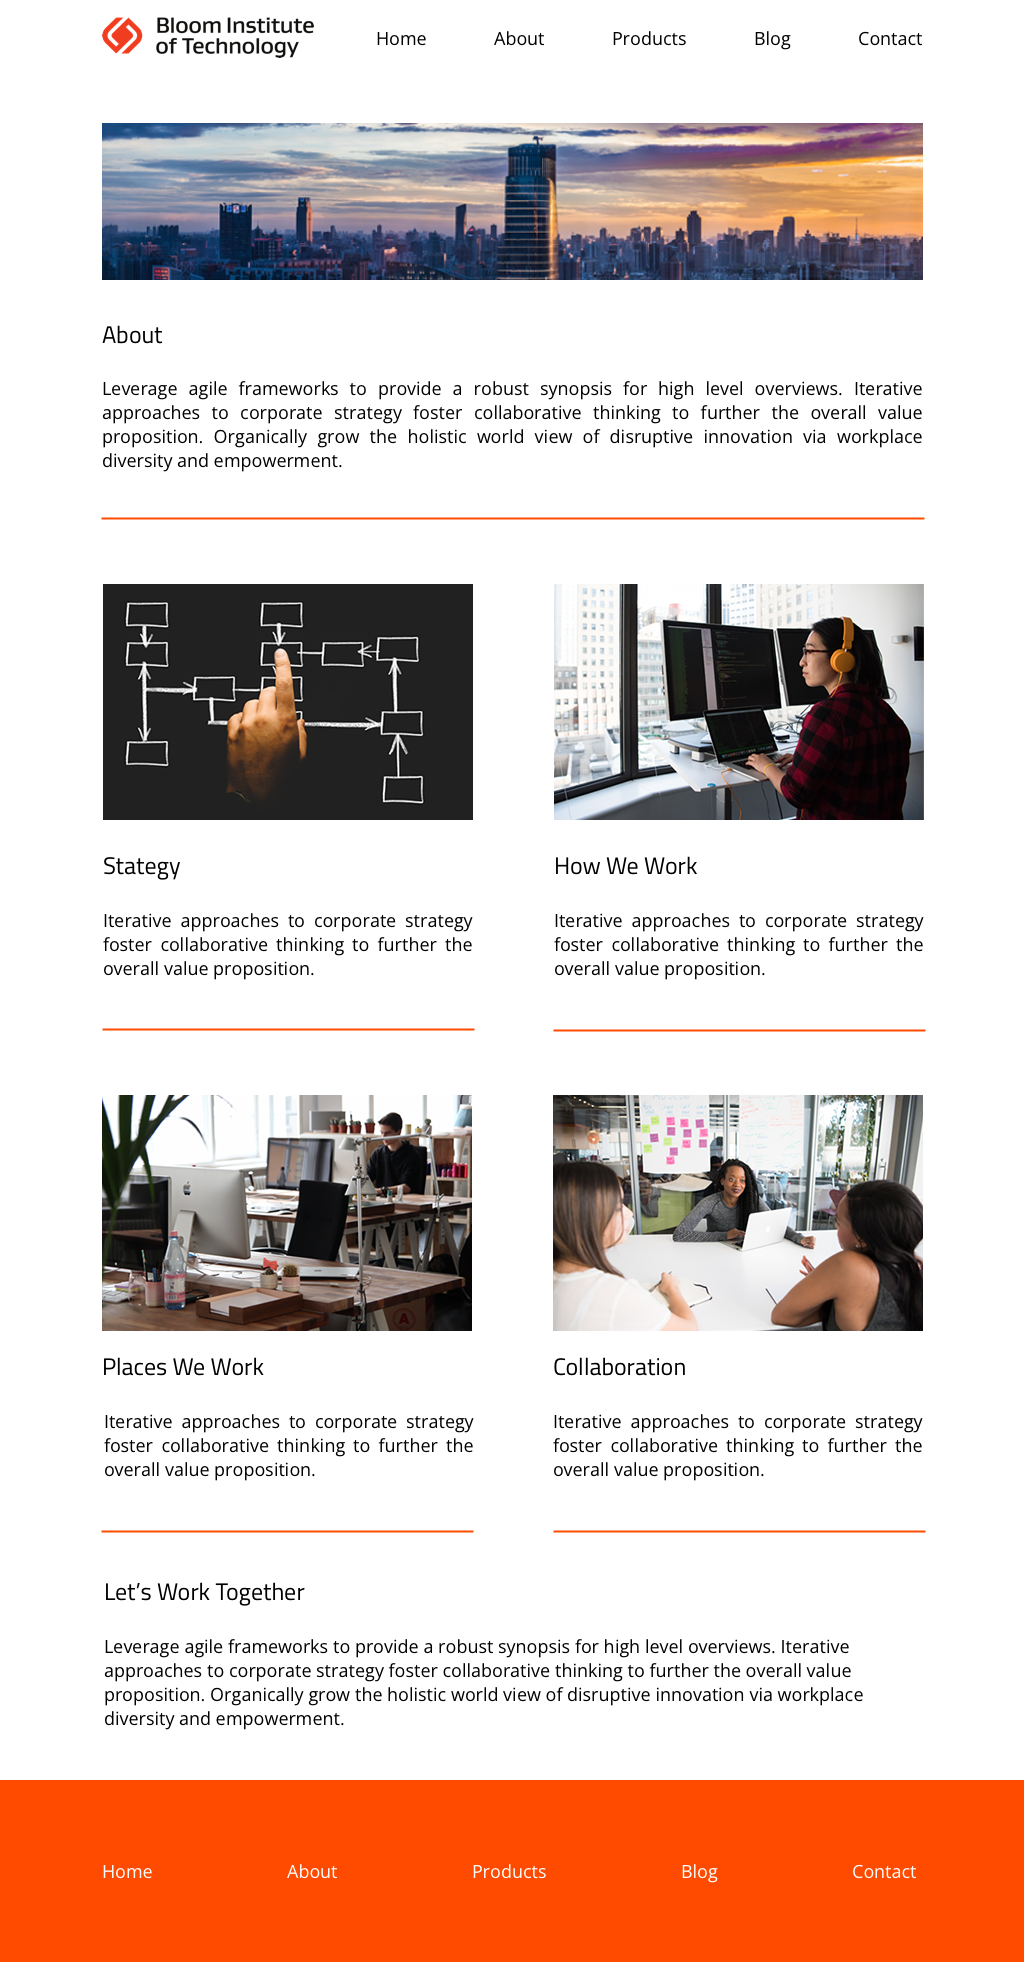 Bloom Institute
of Technology
Home About Products Blog Contact
About
Leverage agile frameworks to provide a robust synopsis for high level overviews. Iterative
approaches to corporate strategy foster collaborative thinking to further the overall value
proposition. Organically grow the holistic world view of disruptive innovation via workplace
diversity and empowerment.
Stategy
Iterative approaches to corporate strategy
foster collaborative thinking to further the
overall value proposition.
How We Work
Iterative approaches to corporate strategy
foster collaborative thinking to further the
overall value proposition.
Places We Work
Iterative approaches to corporate strategy
foster collaborative thinking to further the
overall value proposition.
Collaboration
Iterative approaches to corporate strategy
foster collaborative thinking to further the
overall value proposition.
Let’s Work Together
Leverage agile frameworks to provide a robust synopsis for high level overviews. Iterative
approaches to corporate strategy foster collaborative thinking to further the overall value
proposition. Organically grow the holistic world view of disruptive innovation via workplace
diversity and empowerment.
Home About Products Blog Contact